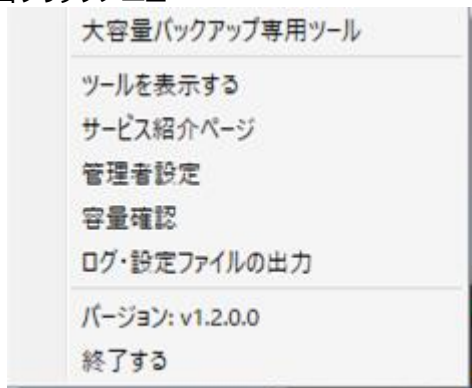 大容量バックアップ専用ツール
ツールを表示する
サービス紹介ページ
管理者設定
容量確認
ログ・設定ファイルの出力
バージョン: v1.2.0.0
終了する